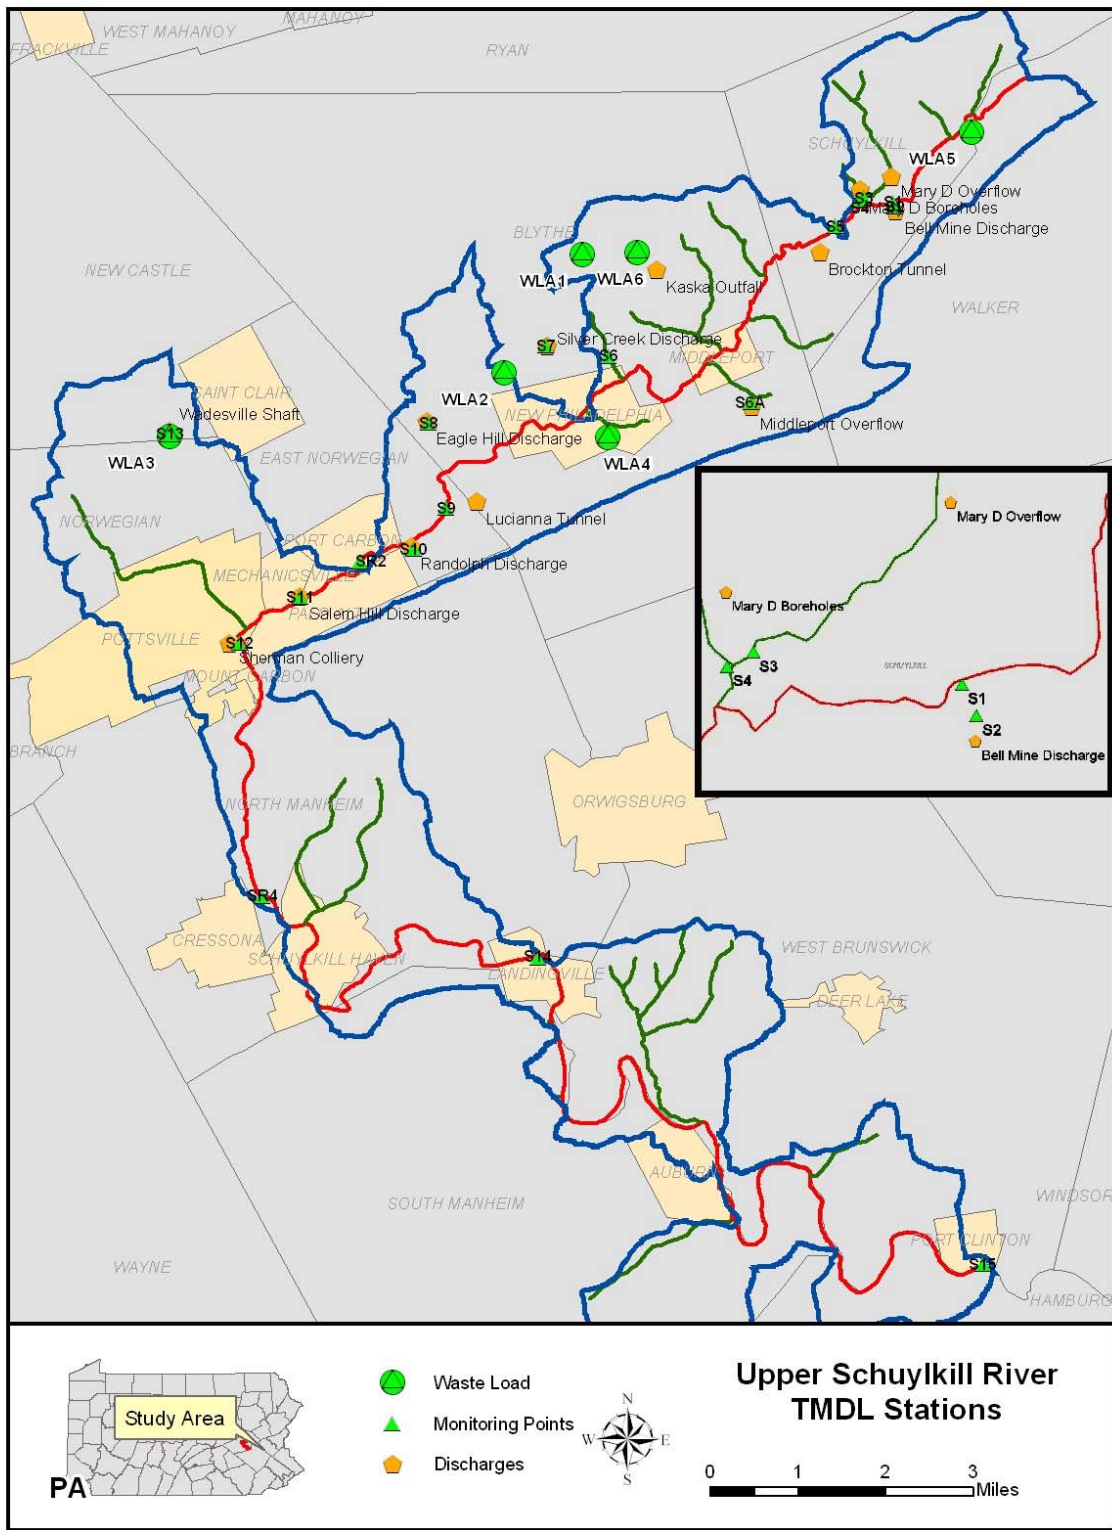 MAHANOY
WEST MAHANOY
FRACKVILLE
RYAN
SCHUYLKILL
WLA5
Mary D Overflow
S3
S1
S4
Mary D Boreholes
Bell Mine Discharge
S5
BLYTHE
Brockton Tunnel
NEW CASTLE
WLA1
WLA6
Kaska Outfall
WALKER
S7
Silver Creek Discharge
S6
MIDDLEPORT
SAINT CLAIR
WLA2
Wadesville Shaft
NEW PHILADELPHIA
S6A
S8
Middleport Overflow
S13
Eagle Hill Discharge
WLA3
EAST NORWEGIAN
WLA4
S9
Lucianna Tunnel
NORWEGIAN
PORT CARBON
S10
SR2
Randolph Discharge
MECHANICSVILLE
S11
Salem Hill Discharge
POTTSVILLE
S12
Sherman Colliery
MOUNT CARBON
BRANCH
Mary D Overflow
Mary D Boreholes
S3
SCHUYLKILL
S4
S1
S2
Bell Mine Discharge
NORTH MANHEIM
ORWIGSBURG
SR4
CRESSONA
SCHUYLKILL HAVEN
S14
LANDINGVILLE
WEST BRUNSWICK
DEER LAKE
AUBURN
SOUTH MANHEIM
WINDSOR
PORT CLINTON
S15
WAYNE
HAMBURG
Study Area
PA
Waste Load
Monitoring Points
Discharges
N
W
E
S
Upper Schuylkill River
TMDL Stations
0 1 2 3
Miles